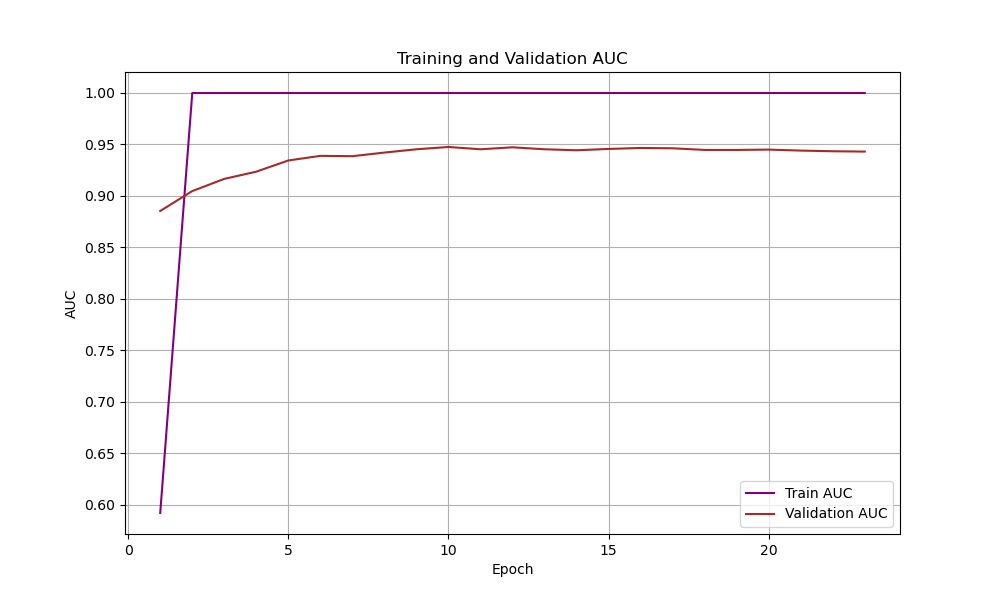 Training and Validation AUC
1.00
0.95
0.90
0.85
0.80
0.75
0.70
0.65
0.60
AUC
Train AUC
Validation AUC
0 5 10 15 20
Epoch